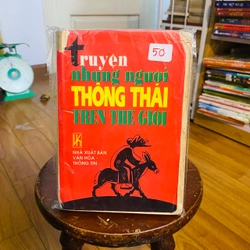 truyện
50
những người
THÔNG THÁI
TRÊN THẾ GIỚI
NHÀ XUẤT BẢN
VĂN HÓA -
THÔNG TIN